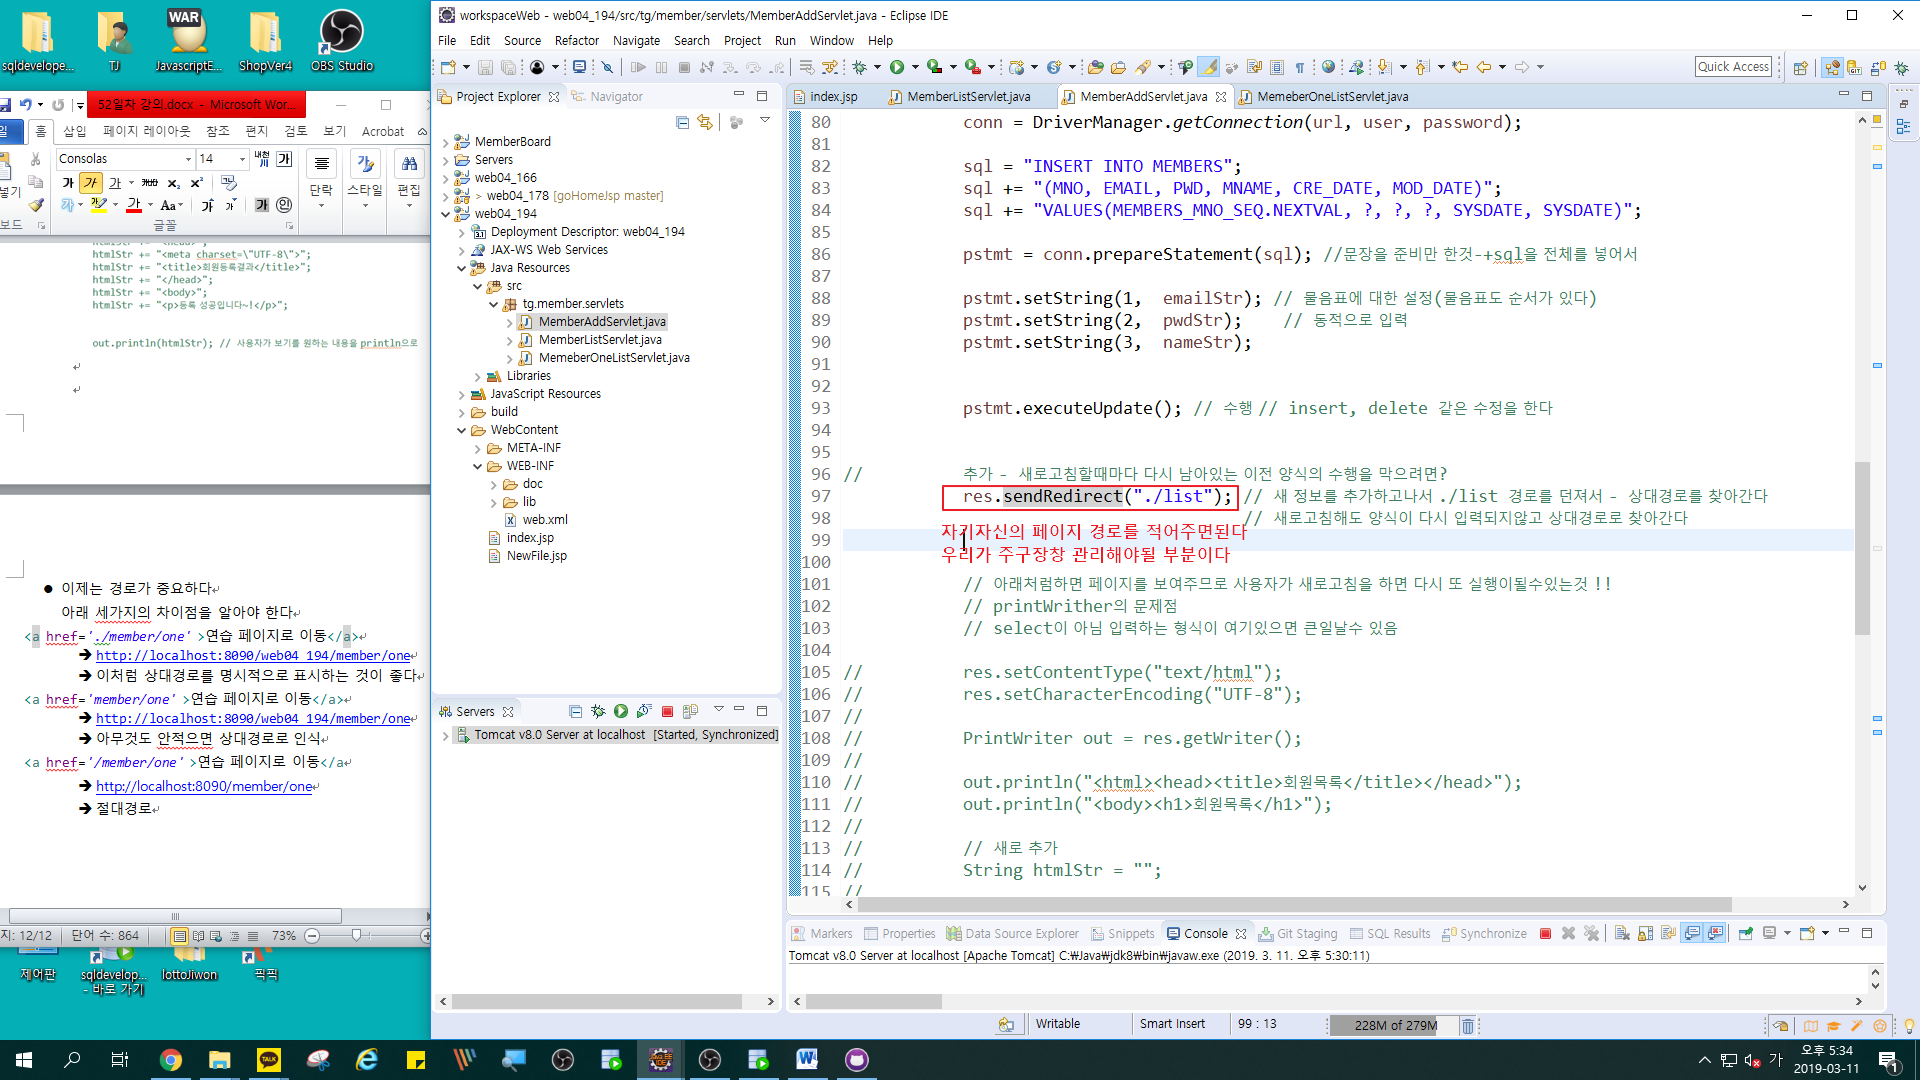 sqldevelope...
TJ
WAR
JavascriptE...
ShopVer4
OBS Studio
52일차 강의.docx - Microsoft Wor...
홈 삽입 페이지 레이아웃 참조 편지 검토 보기 Acrobat
Consolas 14
단락 스타일 편집
글꼴
htmlStr += "<meta charset=\"UTF-8\">";
htmlStr += "<title>회원등록결과</title>";
htmlStr += "</head>";
htmlStr += "<body>";
htmlStr += "<p>등록 성공입니다~!</p>";
out.println(htmlStr); // 사용자가 보기를 원하는 내용을 println으로
● 이제는 경로가 중요하다
아래 세가지의 차이점을 알아야 한다
<a href='./member/one' >연습 페이지로 이동</a>
→ http://localhost:8090/web04_194/member/one
→ 이처럼 상대경로를 명시적으로 표시하는 것이 좋다
<a href='member/one' >연습 페이지로 이동</a>
→ http://localhost:8090/web04_194/member/one
→ 아무것도 안적으면 상대경로로 인식
<a href='/member/one' >연습 페이지로 이동</a
→ http://localhost:8090/member/one
→ 절대경로
지: 12/12 단어 수: 864 73%
제어판
sqldevelop... - 바로 가기
lottoJiwon
픽픽
workspaceWeb - web04_194/src/tg/member/servlets/MemberAddServlet.java - Eclipse IDE
File Edit Source Refactor Navigate Search Project Run Window Help
Quick Access
Project Explorer Navigator
MemberBoard
Servers
web04_166
> web04_178 [goHomeJsp master]
web04_194
Deployment Descriptor: web04_194
JAX-WS Web Services
Java Resources
src
tg.member.servlets
MemberAddServlet.java
MemberListServlet.java
MemeberOneListServlet.java
Libraries
JavaScript Resources
build
WebContent
META-INF
WEB-INF
doc
lib
web.xml
index.jsp
NewFile.jsp
Servers
Tomcat v8.0 Server at localhost [Started, Synchronized]
index.jsp MemberListServlet.java MemberAddServlet.java MemeberOneListServlet.java
80 conn = DriverManager.getConnection(url, user, password);
81
82 sql = "INSERT INTO MEMBERS";
83 sql += "(MNO, EMAIL, PWD, MNAME, CRE_DATE, MOD_DATE)";
84 sql += "VALUES(MEMBERS_MNO_SEQ.NEXTVAL, ?, ?, ?, SYSDATE, SYSDATE)";
85
86 pstmt = conn.prepareStatement(sql); //문장을 준비만 한것-+sql을 전체를 넣어서
87
88 pstmt.setString(1, emailStr); // 물음표에 대한 설정(물음표도 순서가 있다)
89 pstmt.setString(2, pwdStr); // 동적으로 입력
90 pstmt.setString(3, nameStr);
91
92
93 pstmt.executeUpdate(); // 수행 // insert, delete 같은 수정을 한다
94
95
96 // 추가 - 새로고침할때마다 다시 남아있는 이전 양식의 수행을 막으려면?
97 res.sendRedirect("./list"); // 새 정보를 추가하고나서 ./list 경로를 던져서 - 상대경로를 찾아간다
98 // 새로고침해도 양식이 다시 입력되지않고 상대경로로 찾아간다
자기자신의 페이지 경로를 적어주면된다
99
우리가 주구장창 관리해야될 부분이다
100
101 // 아래처럼하면 페이지를 보여주므로 사용자가 새로고침을 하면 다시 또 실행이될수있는것 !!
102 // printWrither의 문제점
103 // select이 아님 입력하는 형식이 여기있으면 큰일날수 있음
104
105 // res.setContentType("text/html");
106 // res.setCharacterEncoding("UTF-8");
107 //
108 // PrintWriter out = res.getWriter();
109 //
110 // out.println("<html><head><title>회원목록</title></head>");
111 // out.println("<body><h1>회원목록</h1>");
112 //
113 // // 새로 추가
114 // String htmlStr = "";
115 //
Markers Properties Data Source Explorer Snippets Console Git Staging SQL Results Synchronize
Tomcat v8.0 Server at localhost [Apache Tomcat] C:₩Java₩jdk8₩bin₩javaw.exe (2019. 3. 11. 오후 5:30:11)
Writable Smart Insert 99 : 13 228M of 279M
TALK
가
오후 5:34
2019-03-11
1